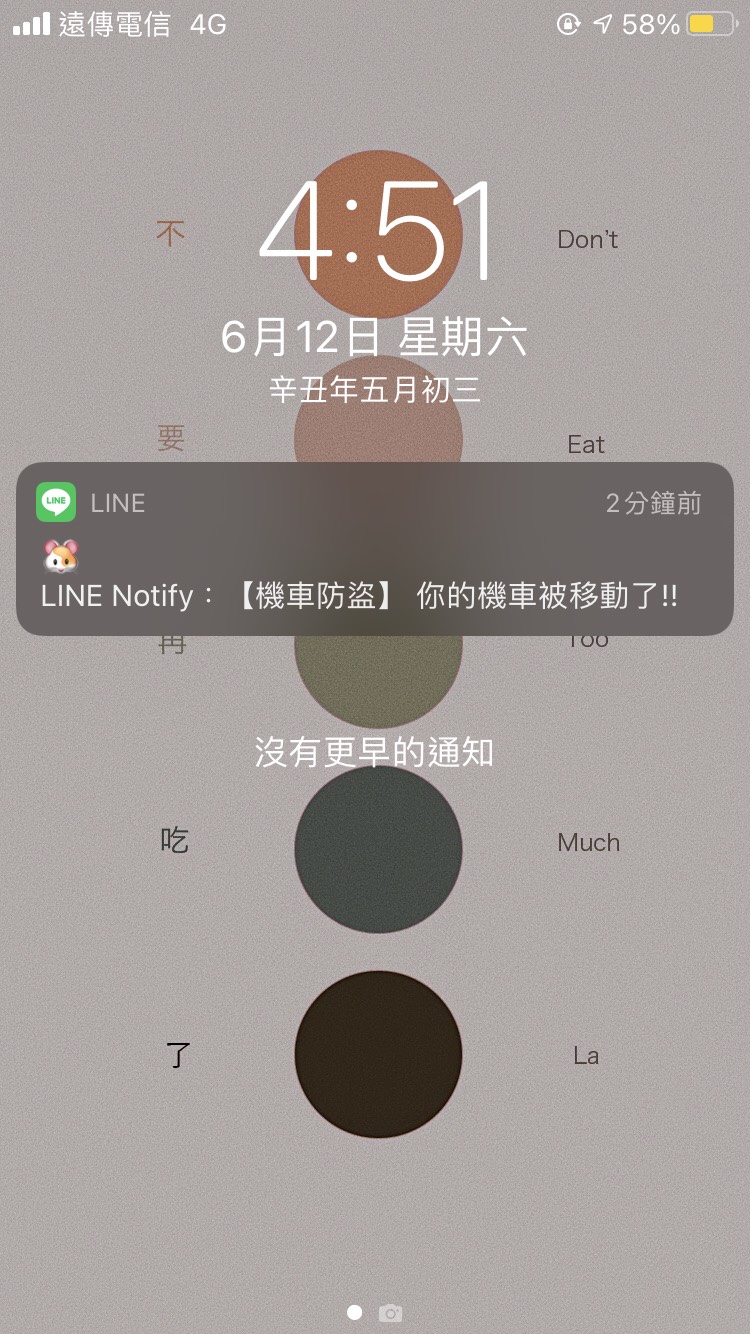 遠傳電信 4G 58%
4:51
不 Don't
6月12日 星期六
辛丑年五月初三
要 Eat
LINE LINE 2分鐘前
LINE Notify：【機車防盜】 你的機車被移動了!!
再 Too
沒有更早的通知
吃 Much
了 La